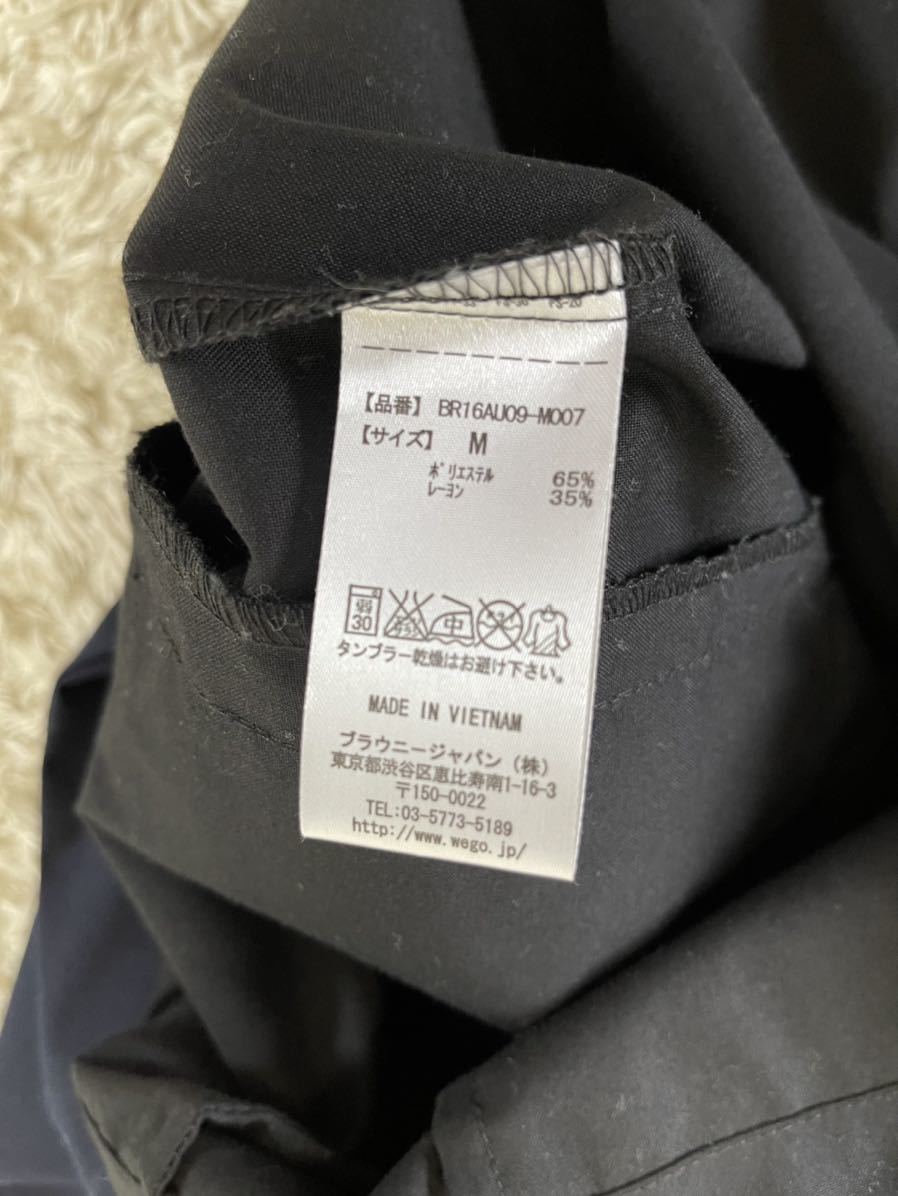 【品番】 BR16AU09-M007
【サイズ】 M
ポリエステル 65%
レーヨン 35%
弱 30 中
タンブラー乾燥はお避け下さい。
MADE IN VIETNAM
ブラウニージャパン（株）
東京都渋谷区恵比寿南1-16-3
〒150-0022
TEL:03-5773-5189
http://www.wego.jp/